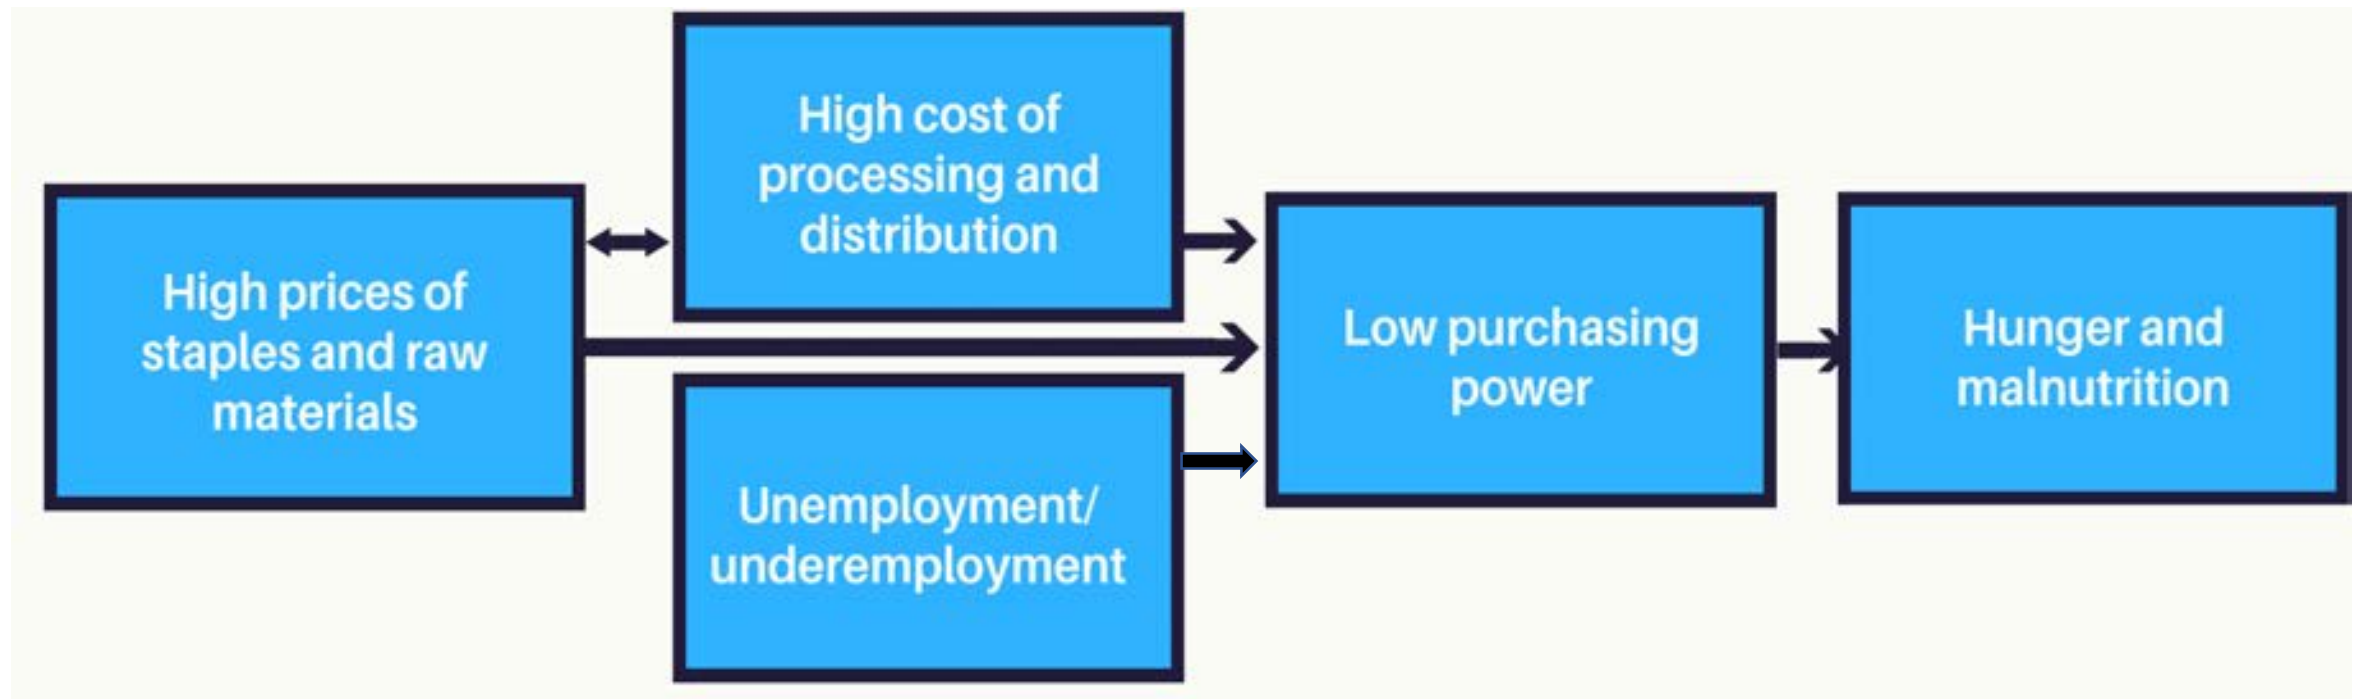 High prices of
staples and raw
materials
High cost of
processing and
distribution
Unemployment/
underemployment
Low purchasing
power
Hunger and
malnutrition